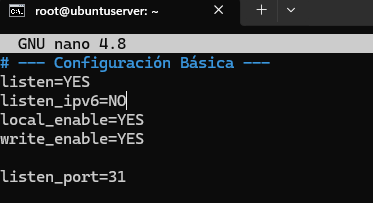 root@ubuntuserver: ~
GNU nano 4.8
# --- Configuración Básica ---
listen=YES
listen_ipv6=NO
local_enable=YES
write_enable=YES
listen_port=31